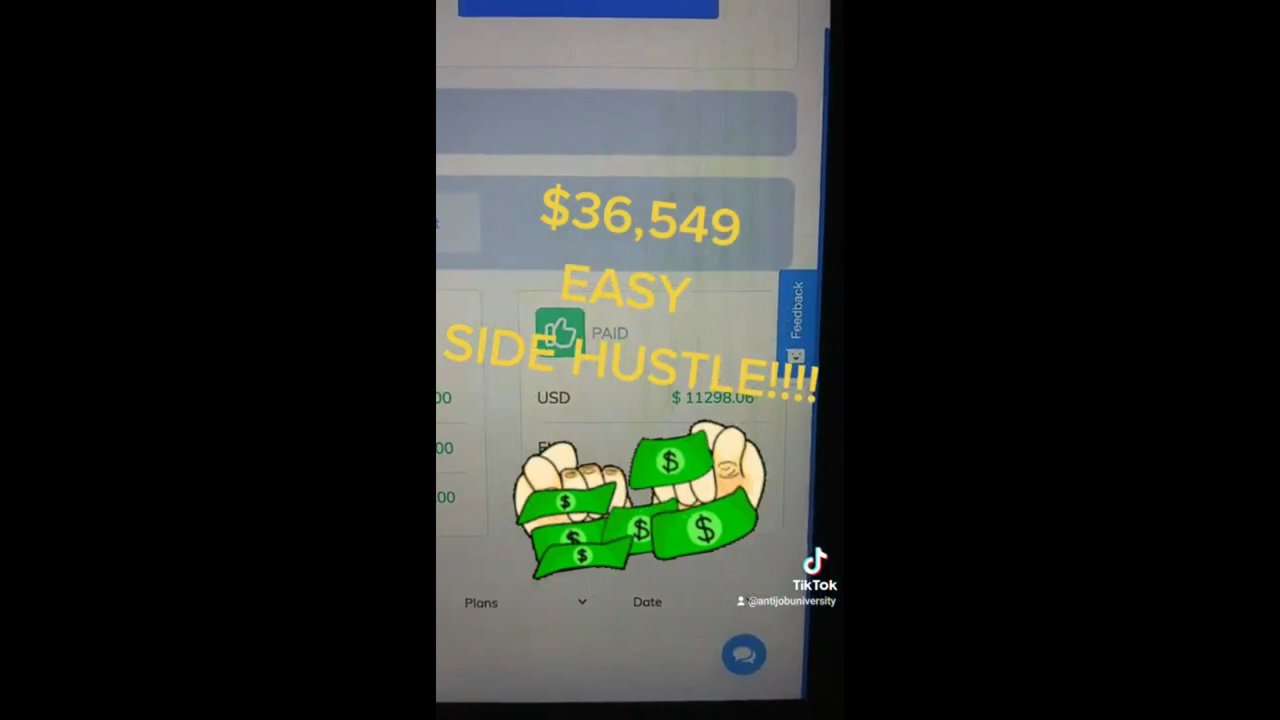 $36,549
EASY
SIDE HUSTLE!!!!
Feedback
PAID
00
USD
$ 11298.06
00
.00
$
$
$
$
$
$
TikTok
@antijobuniversity
Plans
Date